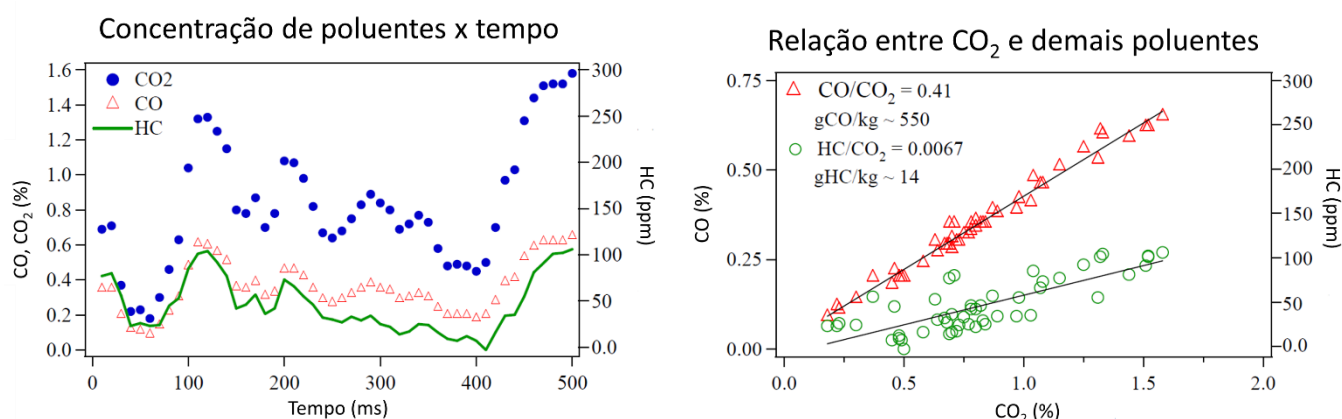 Concentração de poluentes x tempo
CO, CO₂ (%)
1.6
1.4
1.2
1.0
0.8
0.6
0.4
0.2
0.0
CO2
CO
HC
300
250
200
150
100
50
0.0
HC (ppm)
0
100
200
300
400
500
Tempo (ms)
Relação entre CO₂ e demais poluentes
CO (%)
0.75
0.50
0.25
0.00
CO/CO₂ = 0.41
gCO/kg ~ 550
HC/CO₂ = 0.0067
gHC/kg ~ 14
300
250
200
150
100
50
0.0
HC (ppm)
0.0
0.5
1.0
1.5
2.0
CO₂ (%)